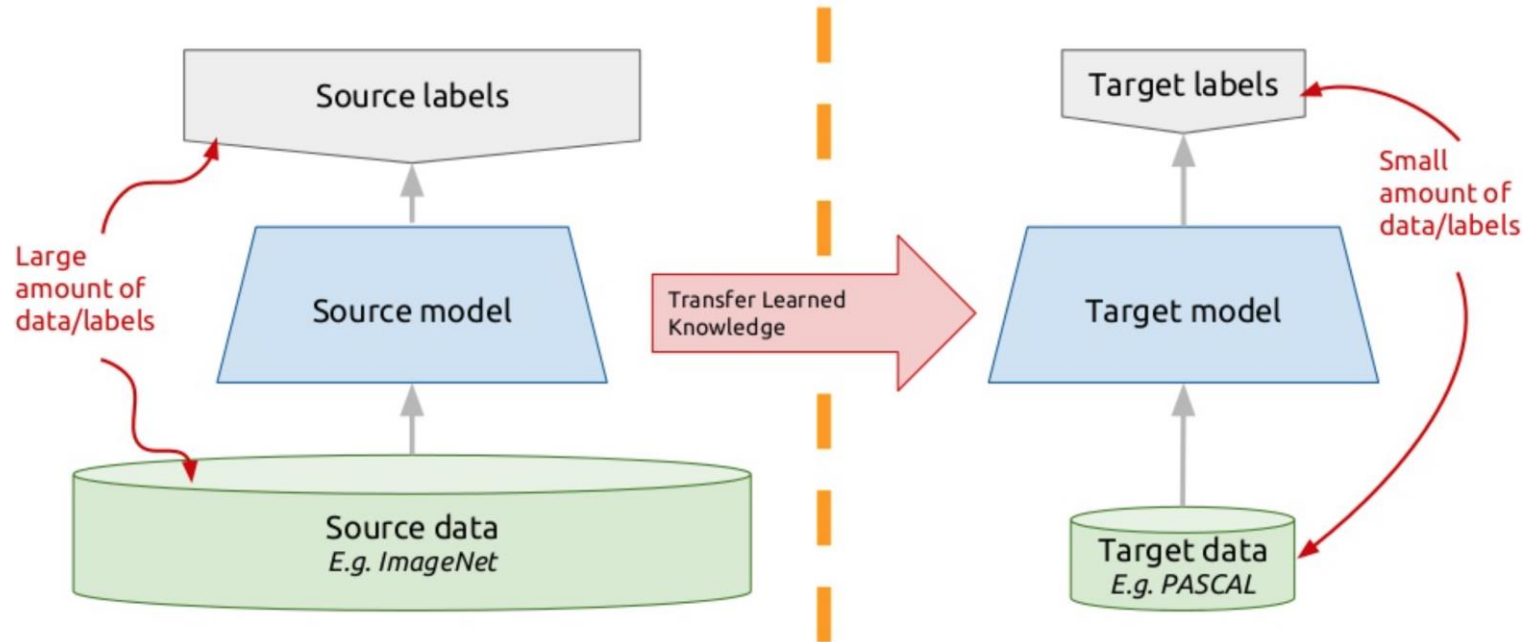 Source labels
Target labels
Large
amount of
data/labels
Small
amount of
data/labels
Source model
Transfer Learned
Knowledge
Target model
Source data
E.g. ImageNet
Target data
E.g. PASCAL